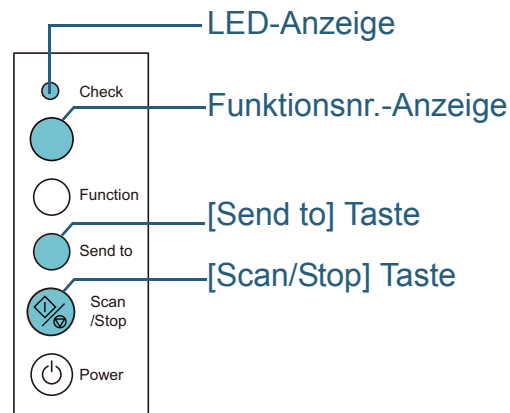 LED-Anzeige
Check
Funktionsnr.-Anzeige
Function
[Send to] Taste
Send to
[Scan/Stop] Taste
Scan
/Stop
Power